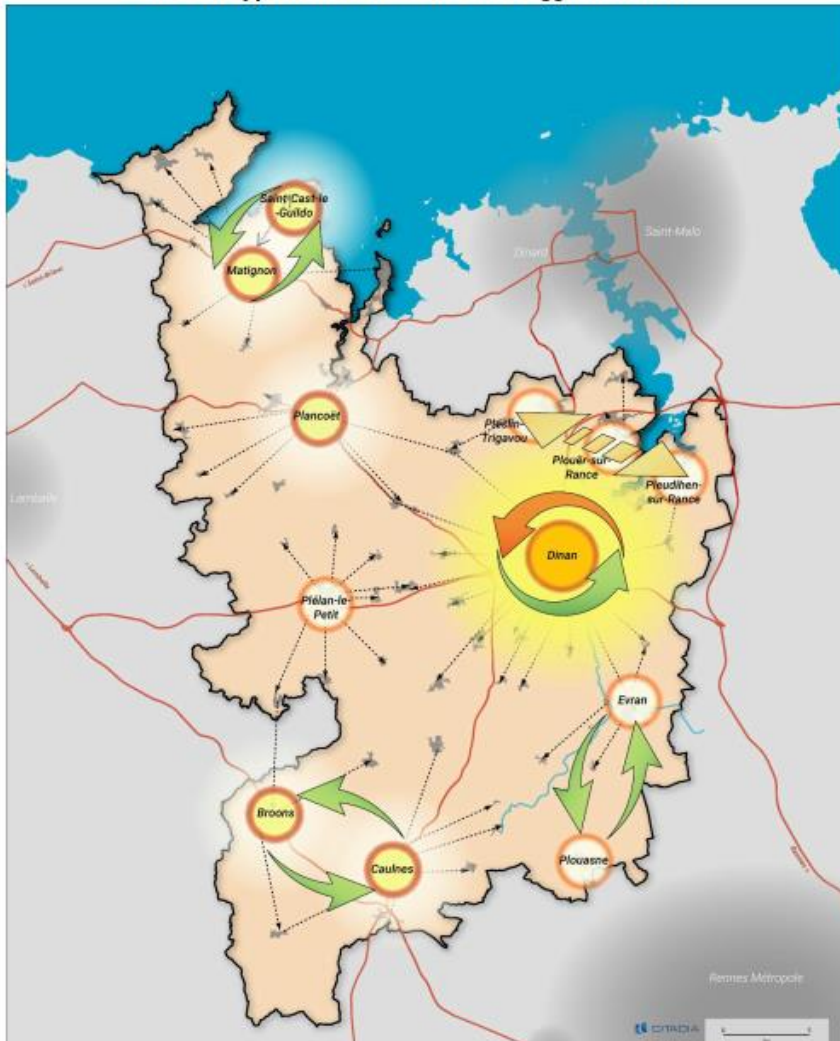 Saint-Cast-le
-Guildo
Matignon
Saint-Malo
Dinard
Plancoët
Pleslin-
Trigavou
Plouër-sur-
Rance
Pleudihen-
sur-Rance
Lamballe
Dinan
Plélan-le-
Petit
Evran
Broons
Caulnes
Plouasne
Rennes
Rennes Métropole
CITADIA